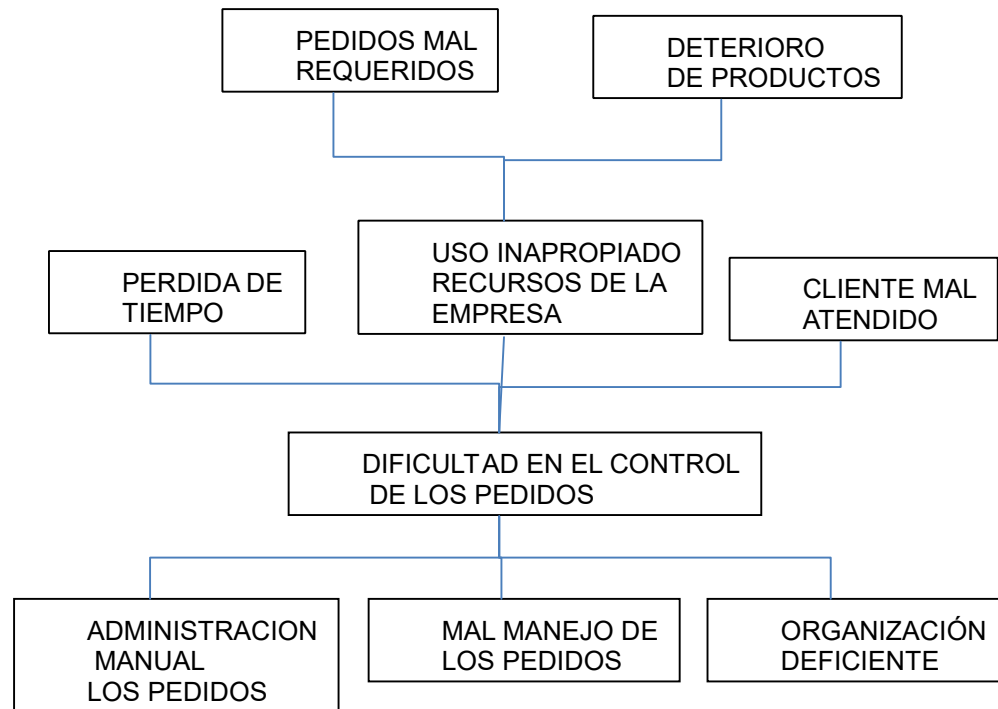 PEDIDOS MAL
REQUERIDOS
DETERIORO
DE PRODUCTOS
PERDIDA DE
TIEMPO
USO INAPROPIADO
RECURSOS DE LA
EMPRESA
CLIENTE MAL
ATENDIDO
DIFICULTAD EN EL CONTROL
DE LOS PEDIDOS
ADMINISTRACION
MANUAL
LOS PEDIDOS
MAL MANEJO DE
LOS PEDIDOS
ORGANIZACIÓN
DEFICIENTE